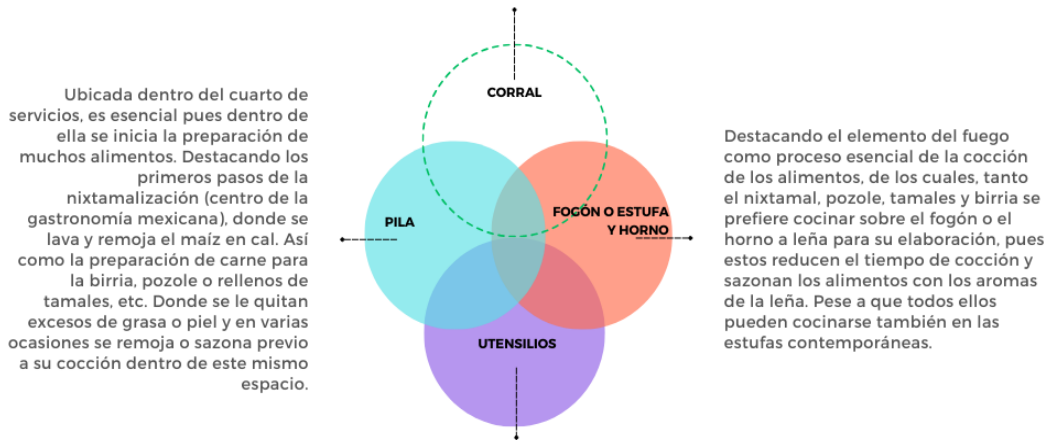 CORRAL
Ubicada dentro del cuarto de
servicios, es esencial pues dentro de
ella se inicia la preparación de
muchos alimentos. Destacando los
primeros pasos de la
nixtamalización (centro de la
gastronomía mexicana), donde se
lava y remoja el maíz en cal. Así
como la preparación de carne para
la birria, pozole o rellenos de
tamales, etc. Donde se le quitan
excesos de grasa o piel y en varias
ocasiones se remoja o sazona previo
a su cocción dentro de este mismo
espacio.
PILA
FOGÓN O ESTUFA
Y HORNO
UTENSILIOS
Destacando el elemento del fuego
como proceso esencial de la cocción
de los alimentos, de los cuales, tanto
el nixtamal, pozole, tamales y birria se
prefiere cocinar sobre el fogón o el
horno a leña para su elaboración, pues
estos reducen el tiempo de cocción y
sazonan los alimentos con los aromas
de la leña. Pese a que todos ellos
pueden cocinarse también en las
estufas contemporáneas.